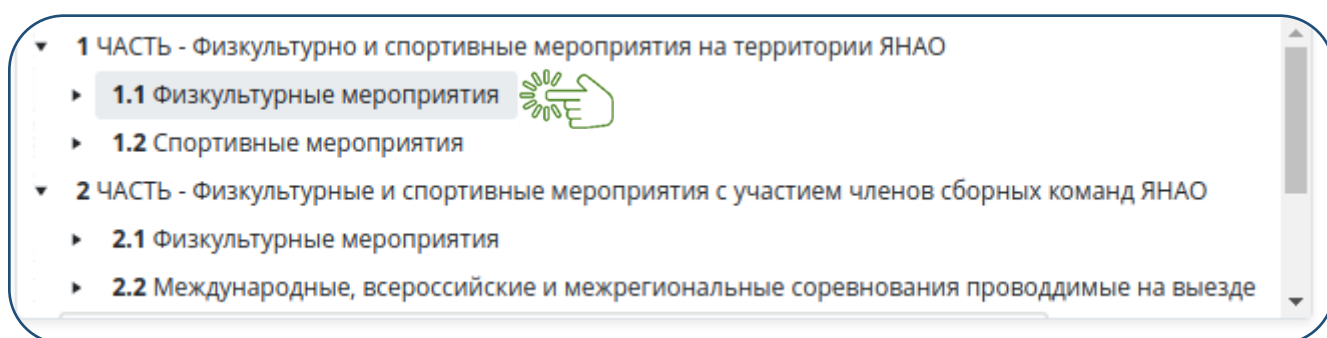 1 ЧАСТЬ - Физкультурно и спортивные мероприятия на территории ЯНАО
1.1 Физкультурные мероприятия
1.2 Спортивные мероприятия
2 ЧАСТЬ - Физкультурные и спортивные мероприятия с участием членов сборных команд ЯНАО
2.1 Физкультурные мероприятия
2.2 Международные, всероссийские и межрегиональные соревнования проводдимые на выезде